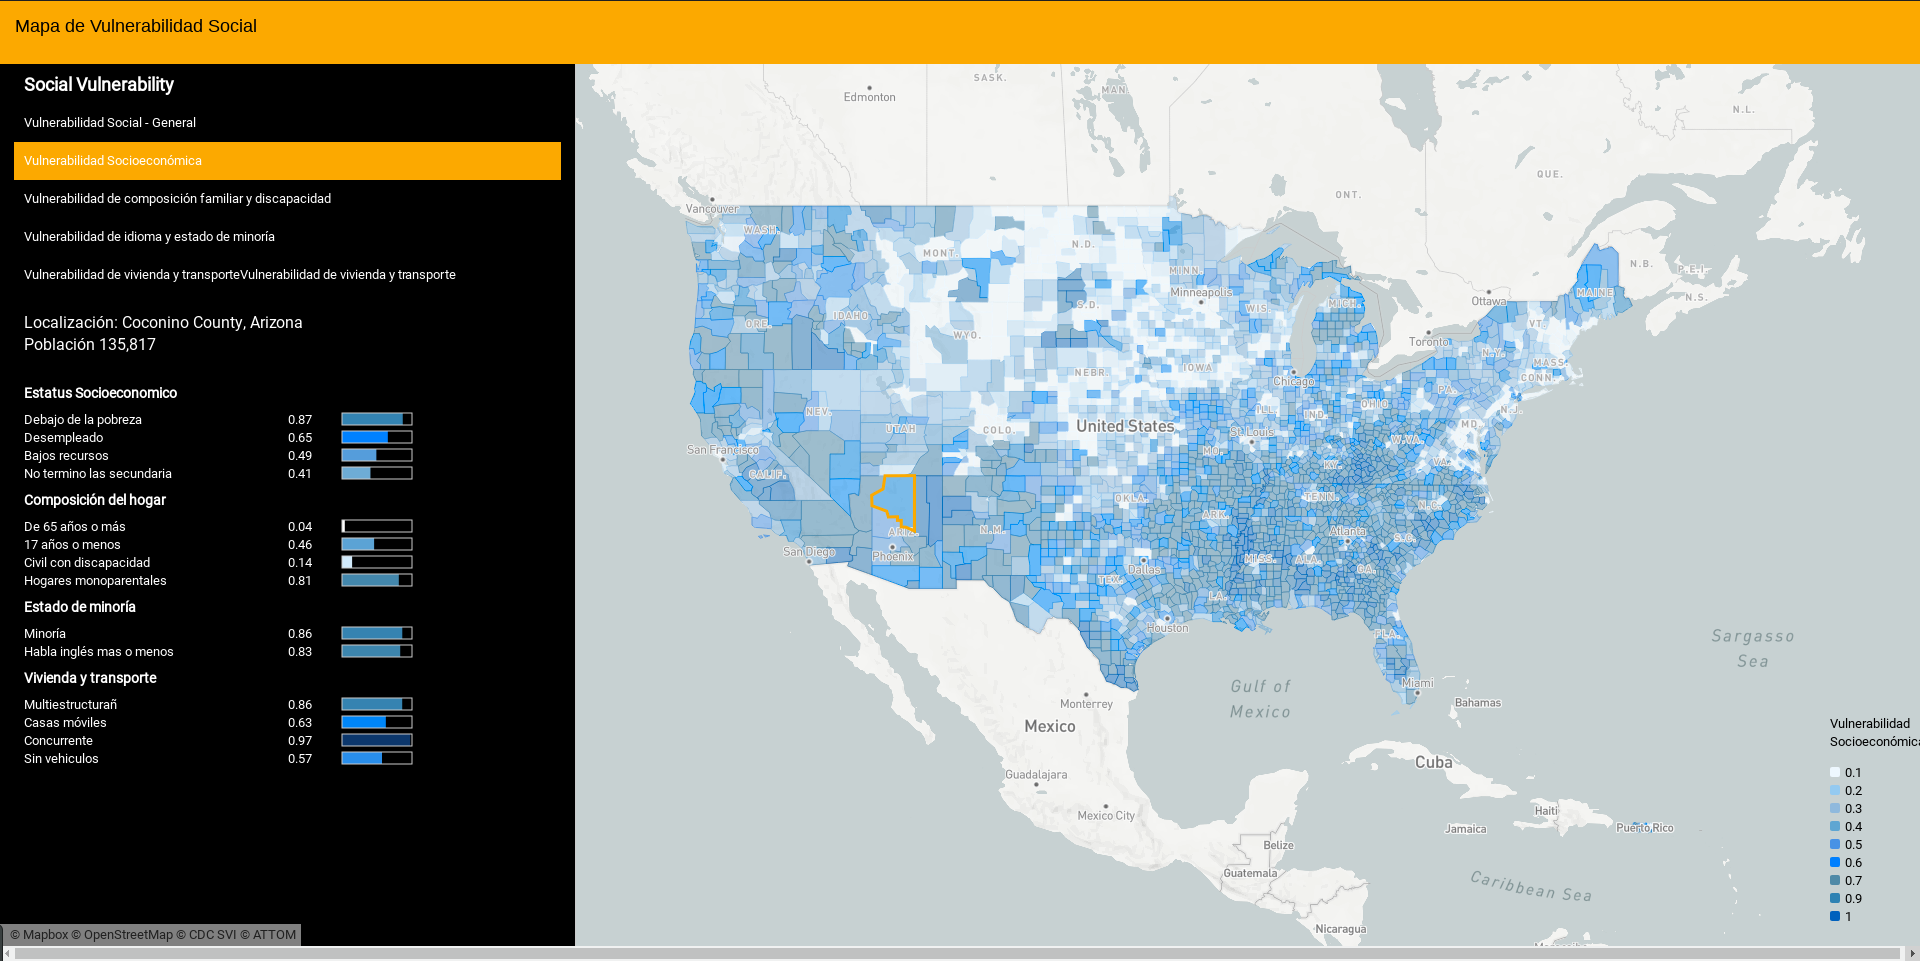 Mapa de Vulnerabilidad Social
Social Vulnerability
Vulnerabilidad Social - General
Vulnerabilidad Socioeconómica
Vulnerabilidad de composición familiar y discapacidad
Vulnerabilidad de idioma y estado de minoría
Vulnerabilidad de vivienda y transporteVulnerabilidad de vivienda y transporte
Localización: Coconino County, Arizona
Población 135,817
Estatus Socioeconomico
Debajo de la pobreza 0.87
Desempleado 0.65
Bajos recursos 0.49
No termino las secundaria 0.41
Composición del hogar
De 65 años o más 0.04
17 años o menos 0.46
Civil con discapacidad 0.14
Hogares monoparentales 0.81
Estado de minoría
Minoría 0.86
Habla inglés mas o menos 0.83
Vivienda y transporte
Multiestructurañ 0.86
Casas móviles 0.63
Concurrente 0.97
Sin vehiculos 0.57
© Mapbox © OpenStreetMap © CDC SVI © ATTOM
SASK.
MAN.
Edmonton
N.L.
QUE.
ONT.
Vancouver
WASH.
MONT.
N.D.
MINN.
N.B.
P.E.I.
N.S.
MAINE
Minneapolis
Ottawa
S.D.
WIS.
MICH.
ORE.
IDAHO
WYO.
VT.
Toronto
N.Y.
MASS.
CONN.
NEBR.
IOWA
Chicago
PA.
NEV.
UTAH
COLO.
United States
ILL.
IND.
OHIO
N.J.
MD.
St. Louis
W.VA.
San Francisco
MO.
KY.
VA.
CALIF.
OKLA.
TENN.
N.C.
ARK.
ARIZ.
N.M.
Atlanta
S.C.
San Diego
Phoenix
Dallas
MISS.
ALA.
GA.
TEX.
LA.
Houston
FLA.
Sargasso
Sea
Miami
Gulf of
Mexico
Monterrey
Bahamas
Mexico
Cuba
Guadalajara
Mexico City
Haiti
Jamaica
Puerto Rico
Belize
Guatemala
Caribbean Sea
Nicaragua
Vulnerabilidad
Socioeconómica
0.1
0.2
0.3
0.4
0.5
0.6
0.7
0.9
1